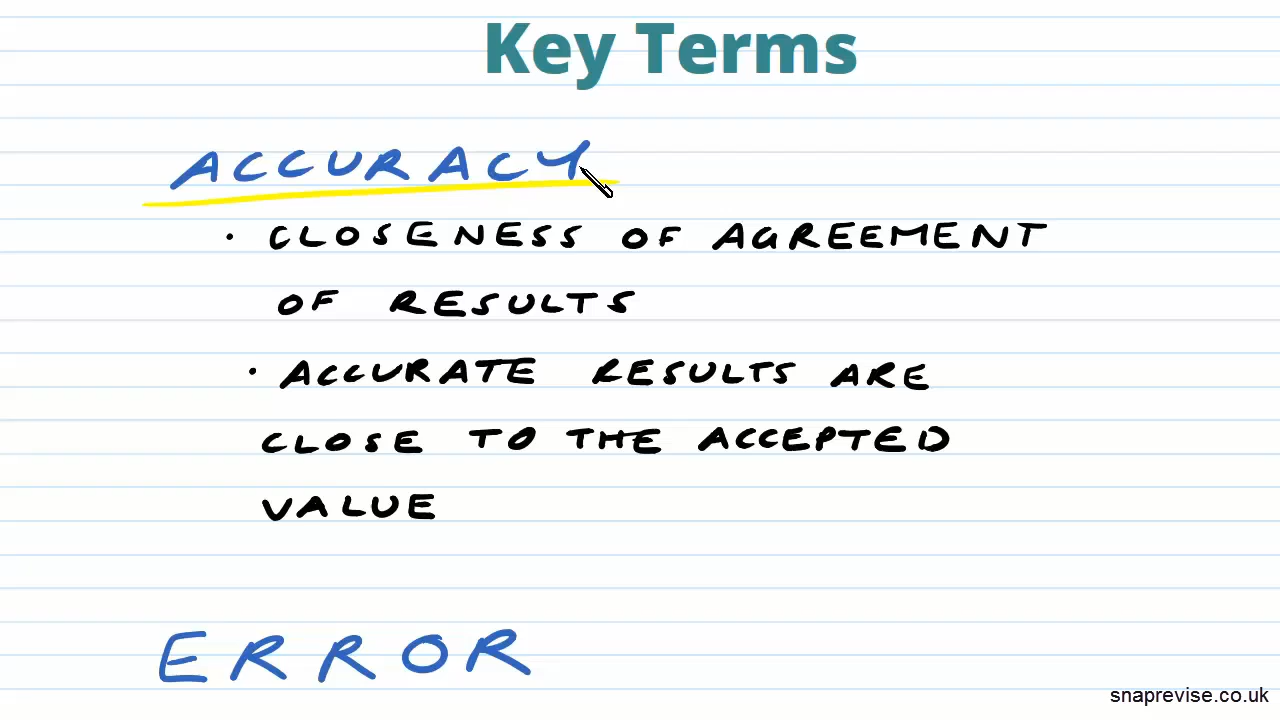 Key Terms
ACCURACY
· CLOSENESS OF AGREEMENT
OF RESULTS
· ACCURATE RESULTS ARE
CLOSE TO THE ACCEPTED
VALUE
ERROR
snaprevise.co.uk